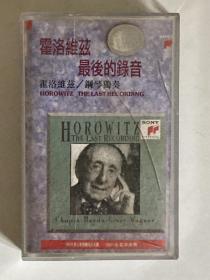 霍洛維茲
最後的錄音
霍洛維茲／鋼琴獨奏
HOROWITZ THE LAST RECORDING
SONY
HOROWITZ
THE LAST RECORDING
Chopin Haydn Liszt Wagner